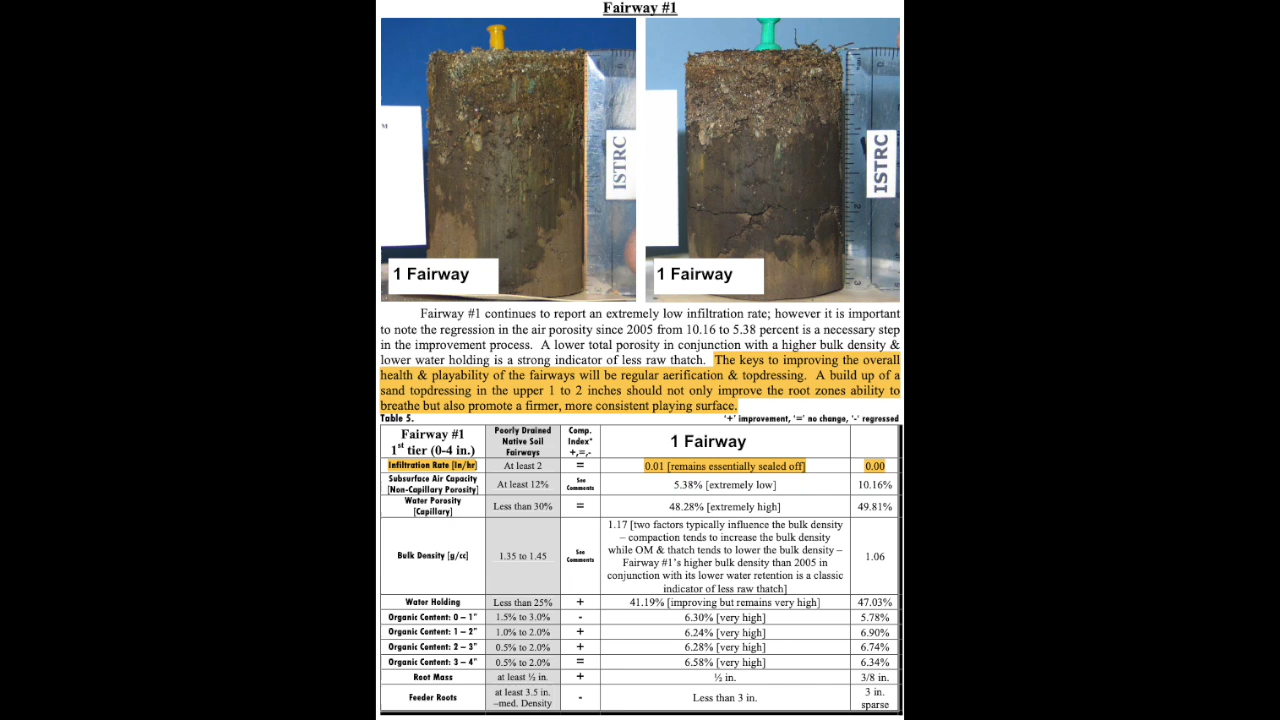 Fairway #1
M
ISTRC
1 Fairway
ISTRC
1 Fairway
Fairway #1 continues to report an extremely low infiltration rate; however it is important
to note the regression in the air porosity since 2005 from 10.16 to 5.38 percent is a necessary step
in the improvement process. A lower total porosity in conjunction with a higher bulk density &
lower water holding is a strong indicator of less raw thatch. The keys to improving the overall
health & playability of the fairways will be regular aerification & topdressing. A build up of a
sand topdressing in the upper 1 to 2 inches should not only improve the root zones ability to
breathe but also promote a firmer, more consistent playing surface.
Table 5. '+' improvement, '=' no change, '-' regressed
Fairway #1
1st tier (0-4 in.)
Poorly Drained
Native Soil
Fairways
Comp.
Index*
+,=,-
1 Fairway
Infiltration Rate [In/hr] At least 2 = 0.01 [remains essentially sealed off] 0.00
Subsurface Air Capacity
[Non-Capillary Porosity]
At least 12%
See
Comments
5.38% [extremely low] 10.16%
Water Porosity
[Capillary]
Less than 30% = 48.28% [extremely high] 49.81%
Bulk Density [g/cc] 1.35 to 1.45
See
Comments
1.17 [two factors typically influence the bulk density
– compaction tends to increase the bulk density
while OM & thatch tends to lower the bulk density –
Fairway #1's higher bulk density than 2005 in
conjunction with its lower water retention is a classic
indicator of less raw thatch]
1.06
Water Holding Less than 25% + 41.19% [improving but remains very high] 47.03%
Organic Content: 0 – 1" 1.5% to 3.0% - 6.30% [very high] 5.78%
Organic Content: 1 – 2" 1.0% to 2.0% + 6.24% [very high] 6.90%
Organic Content: 2 – 3" 0.5% to 2.0% + 6.28% [very high] 6.74%
Organic Content: 3 – 4" 0.5% to 2.0% = 6.58% [very high] 6.34%
Root Mass at least ½ in. + ½ in. 3/8 in.
Feeder Roots
at least 3.5 in.
–med. Density
- Less than 3 in.
3 in.
sparse